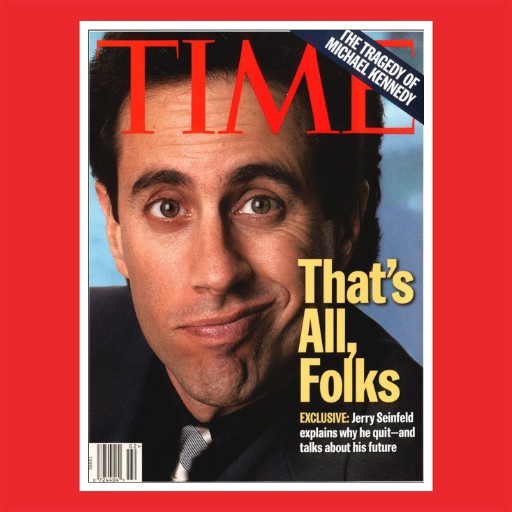 TIME
THE TRAGEDY OF
MICHAEL KENNEDY
That's
All,
Folks
EXCLUSIVE: Jerry Seinfeld
explains why he quit—and
talks about his future
02>